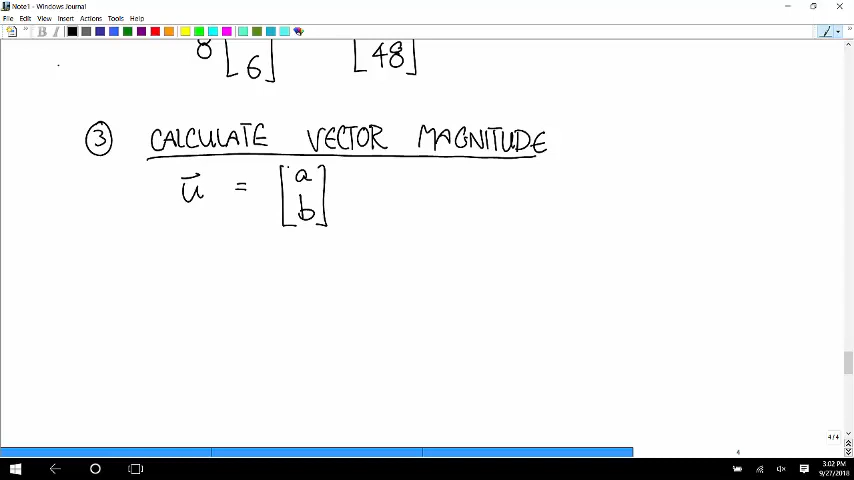 Note1 - Windows Journal
File Edit View Insert Actions Tools Help
B I
8 [6] [48]
③ CALCULATE VECTOR MAGNITUDE
u⃗ = [a
b]
4/4
4
3:02 PM
9/27/2018